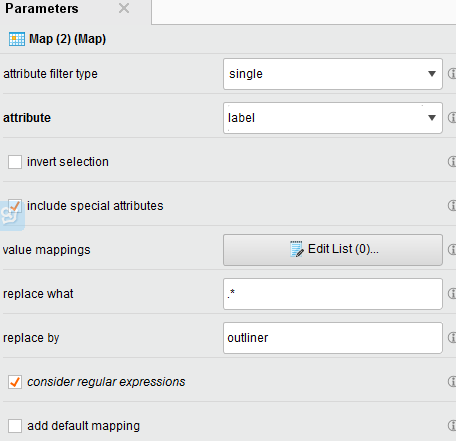 Parameters
Map (2) (Map)
attribute filter type single
attribute label
invert selection
include special attributes
value mappings Edit List (0)...
replace what .*
replace by outliner
consider regular expressions
add default mapping